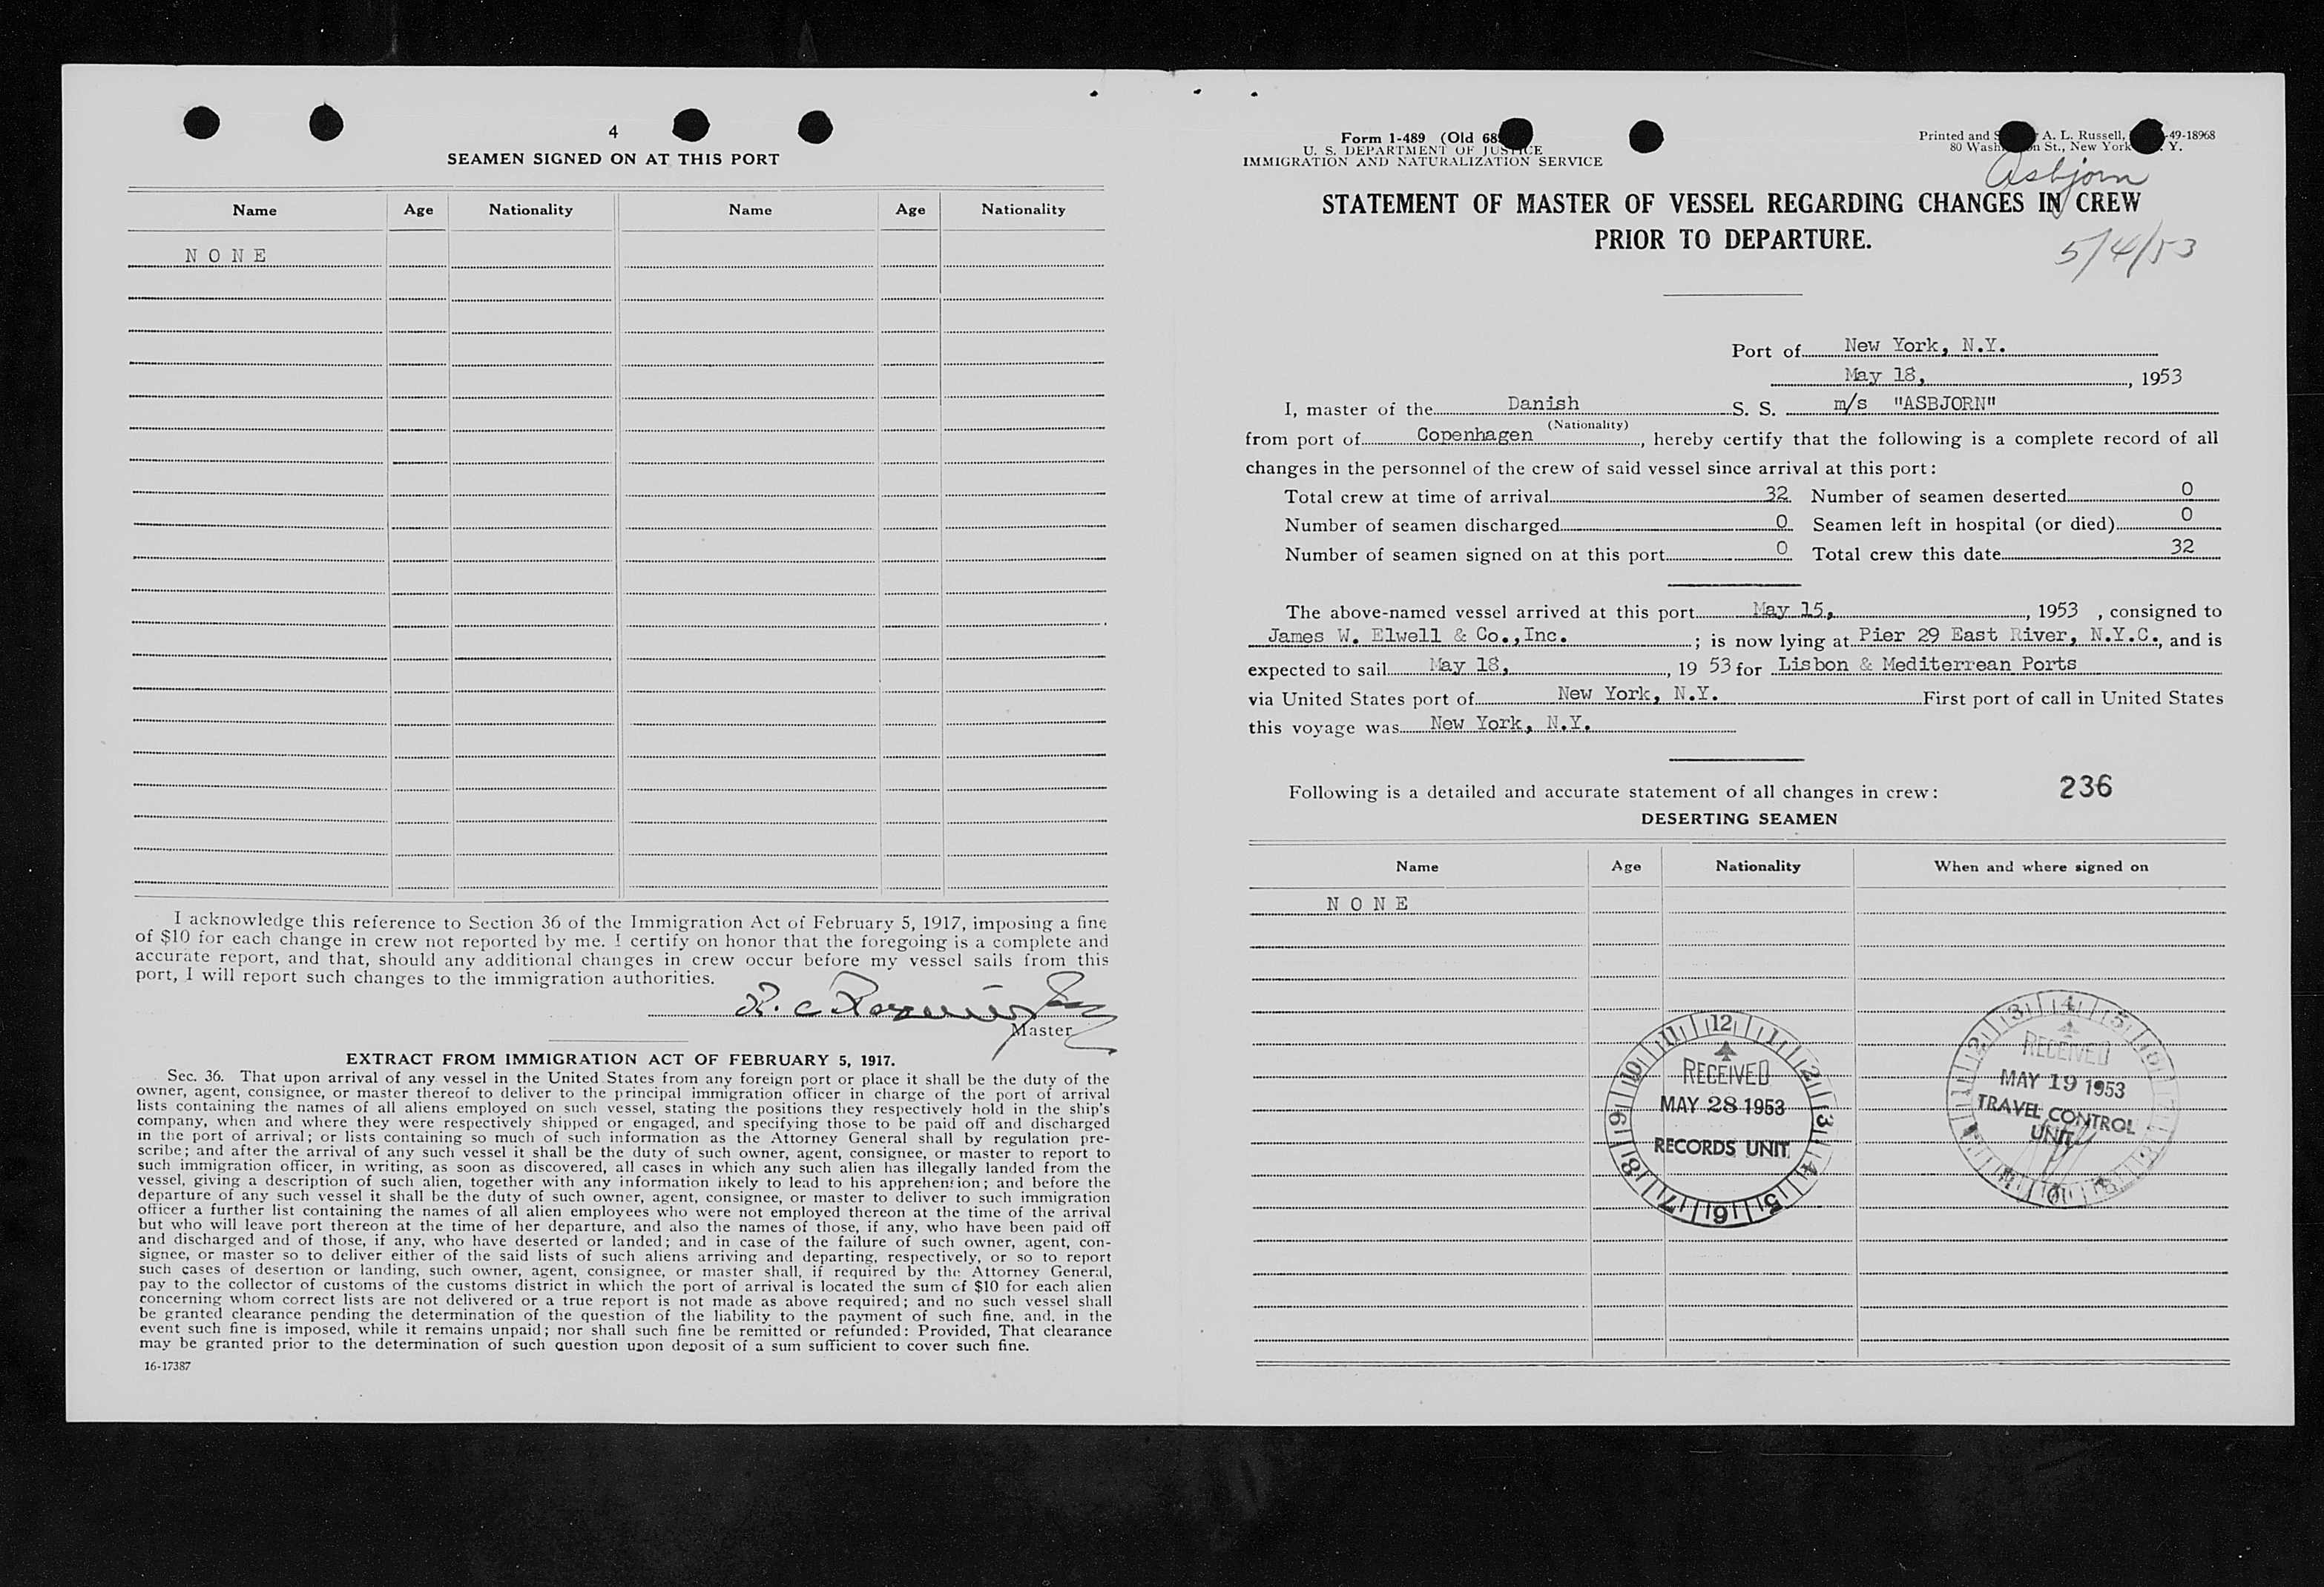 4
SEAMEN SIGNED ON AT THIS PORT
Name Age Nationality Name Age Nationality
N O N E
I acknowledge this reference to Section 36 of the Immigration Act of February 5, 1917, imposing a fine
of $10 for each change in crew not reported by me. I certify on honor that the foregoing is a complete and
accurate report, and that, should any additional changes in crew occur before my vessel sails from this
port, I will report such changes to the immigration authorities.
Master
EXTRACT FROM IMMIGRATION ACT OF FEBRUARY 5, 1917.
Sec. 36. That upon arrival of any vessel in the United States from any foreign port or place it shall be the duty of the
owner, agent, consignee, or master thereof to deliver to the principal immigration officer in charge of the port of arrival
lists containing the names of all aliens employed on such vessel, stating the positions they respectively hold in the ship's
company, when and where they were respectively shipped or engaged, and specifying those to be paid off and discharged
in the port of arrival; or lists containing so much of such information as the Attorney General shall by regulation pre-
scribe; and after the arrival of any such vessel it shall be the duty of such owner, agent, consignee, or master to report to
such immigration officer, in writing, as soon as discovered, all cases in which any such alien has illegally landed from the
vessel, giving a description of such alien, together with any information likely to lead to his apprehension; and before the
departure of any such vessel it shall be the duty of such owner, agent, consignee, or master to deliver to such immigration
officer a further list containing the names of all alien employees who were not employed thereon at the time of the arrival
but who will leave port thereon at the time of her departure, and also the names of those, if any, who have been paid off
and discharged and of those, if any, who have deserted or landed; and in case of the failure of such owner, agent, con-
signee, or master so to deliver either of the said lists of such aliens arriving and departing, respectively, or so to report
such cases of desertion or landing, such owner, agent, consignee, or master shall, if required by the Attorney General,
pay to the collector of customs of the customs district in which the port of arrival is located the sum of $10 for each alien
concerning whom correct lists are not delivered or a true report is not made as above required; and no such vessel shall
be granted clearance pending the determination of the question of the liability to the payment of such fine, and, in the
event such fine is imposed, while it remains unpaid; nor shall such fine be remitted or refunded: Provided, That clearance
may be granted prior to the determination of such question upon deposit of a sum sufficient to cover such fine.
16-17387
Form 1-489 (Old 68
U. S. DEPARTMENT OF JUSTICE
IMMIGRATION AND NATURALIZATION SERVICE
Printed and A. L. Russell, -49-18968
80 St., New York Y.
Asbjorn
STATEMENT OF MASTER OF VESSEL REGARDING CHANGES IN CREW
PRIOR TO DEPARTURE.
5/4/53
Port of New York, N.Y.
May 18, , 1953
I, master of the Danish S. S. m/s "ASBJORN"
(Nationality)
from port of Copenhagen , hereby certify that the following is a complete record of all
changes in the personnel of the crew of said vessel since arrival at this port:
Total crew at time of arrival 32 Number of seamen deserted 0
Number of seamen discharged 0 Seamen left in hospital (or died) 0
Number of seamen signed on at this port 0 Total crew this date 32
The above-named vessel arrived at this port May 15, , 1953 , consigned to
James W. Elwell & Co.,Inc. ; is now lying at Pier 29 East River, N.Y.C., and is
expected to sail May 18, , 19 53 for Lisbon & Mediterrean Ports
via United States port of New York, N.Y. First port of call in United States
this voyage was New York, N.Y.
Following is a detailed and accurate statement of all changes in crew: 236
DESERTING SEAMEN
Name Age Nationality When and where signed on
N O N E
12 1 2 3 4 5 6 7 8 9 10 11
RECEIVED
MAY 28 1953
RECORDS UNIT
RECEIVED
MAY 19 1953
TRAVEL CONTROL
UNIT